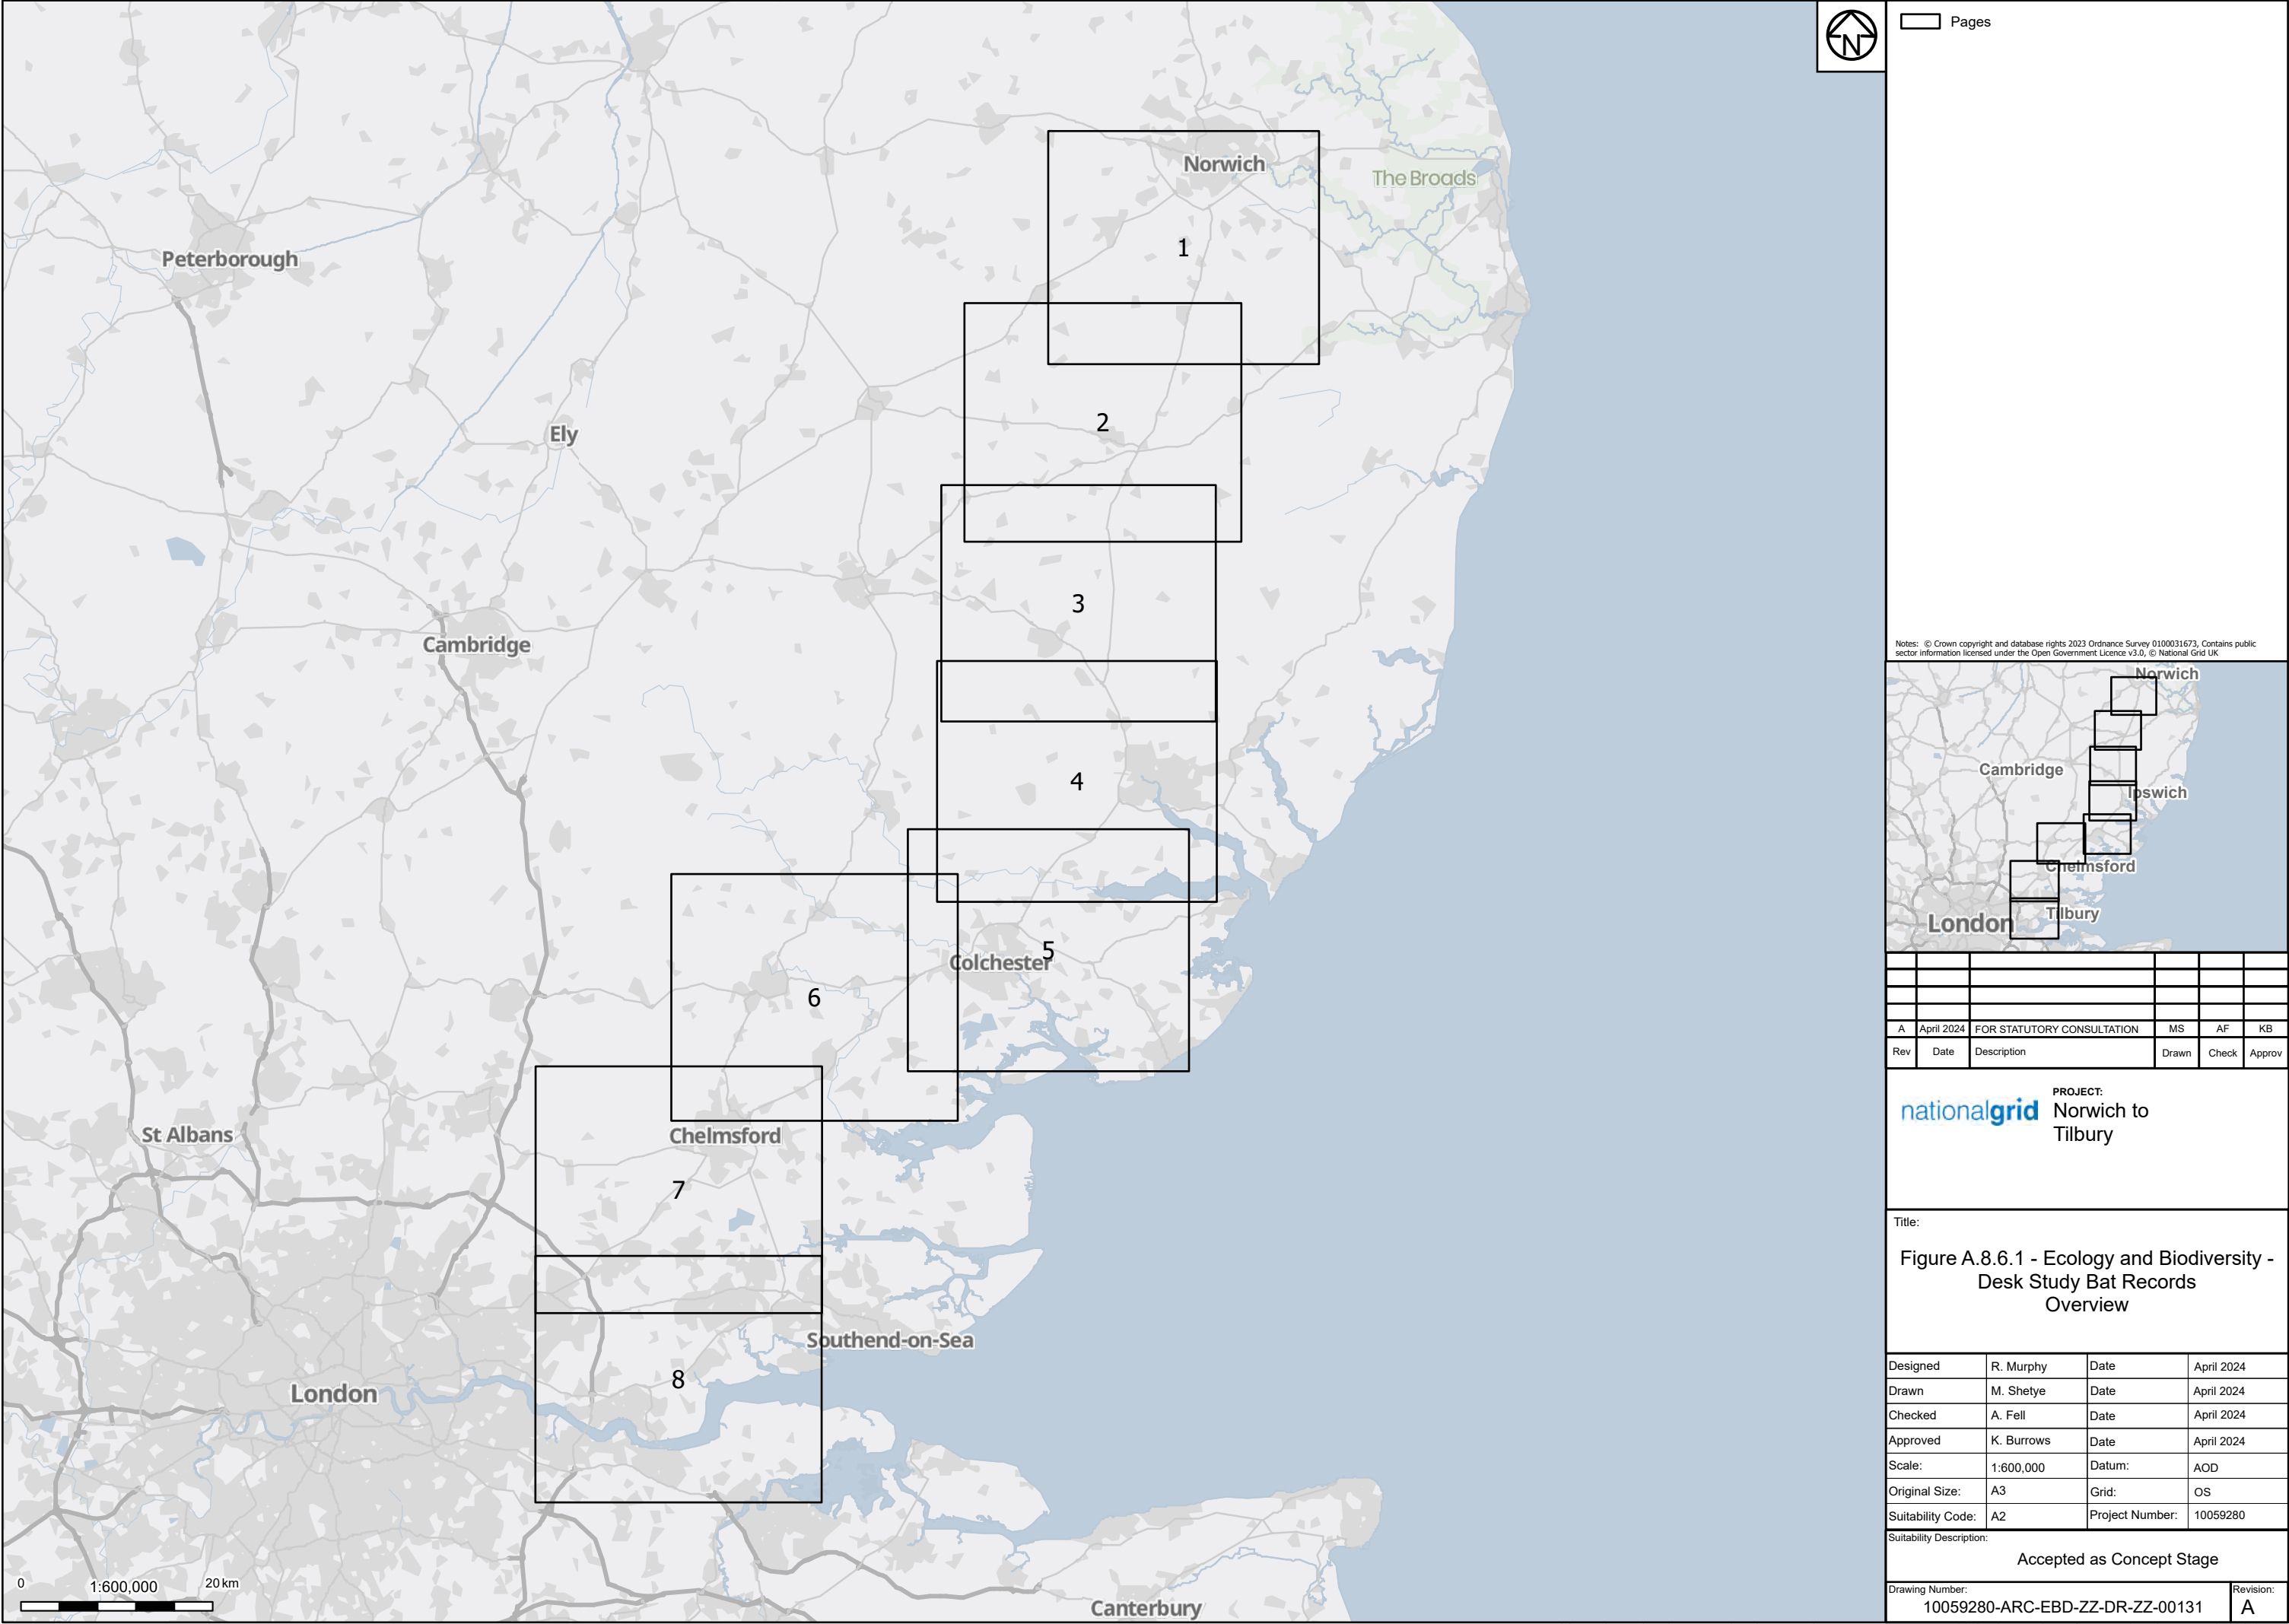 Norwich
The Broads
Peterborough
1
2
Ely
3
Cambridge
4
5
Colchester
6
St Albans
Chelmsford
7
Southend-on-Sea
8
London
Canterbury
0
1:600,000
20 km
N
Pages
Notes: © Crown copyright and database rights 2023 Ordnance Survey 0100031673, Contains public
sector information licensed under the Open Government Licence v3.0, © National Grid UK
Norwich
Cambridge
Ipswich
Chelmsford
Tilbury
London
A April 2024 FOR STATUTORY CONSULTATION MS AF KB
Rev Date Description Drawn Check Approv
nationalgrid
PROJECT:
Norwich to
Tilbury
Title:
Figure A.8.6.1 - Ecology and Biodiversity -
Desk Study Bat Records
Overview
Designed R. Murphy Date April 2024
Drawn M. Shetye Date April 2024
Checked A. Fell Date April 2024
Approved K. Burrows Date April 2024
Scale: 1:600,000 Datum: AOD
Original Size: A3 Grid: OS
Suitability Code: A2 Project Number: 10059280
Suitability Description:
Accepted as Concept Stage
Drawing Number: Revision:
10059280-ARC-EBD-ZZ-DR-ZZ-00131 A